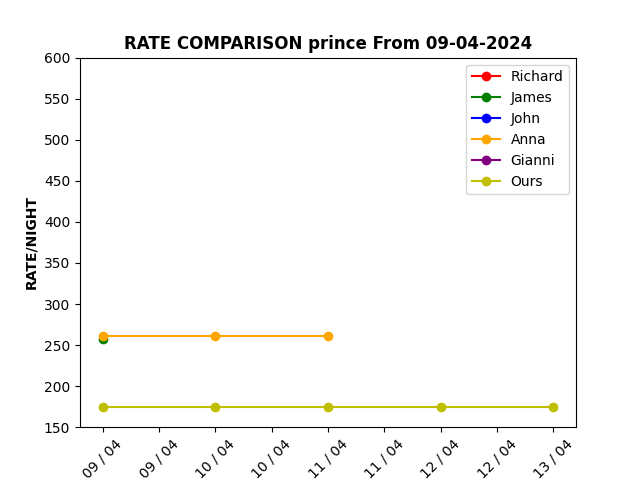 RATE COMPARISON prince From 09-04-2024
RATE/NIGHT
600
550
500
450
400
350
300
250
200
150
Richard
James
John
Anna
Gianni
Ours
09 / 04
09 / 04
10 / 04
10 / 04
11 / 04
11 / 04
12 / 04
12 / 04
13 / 04